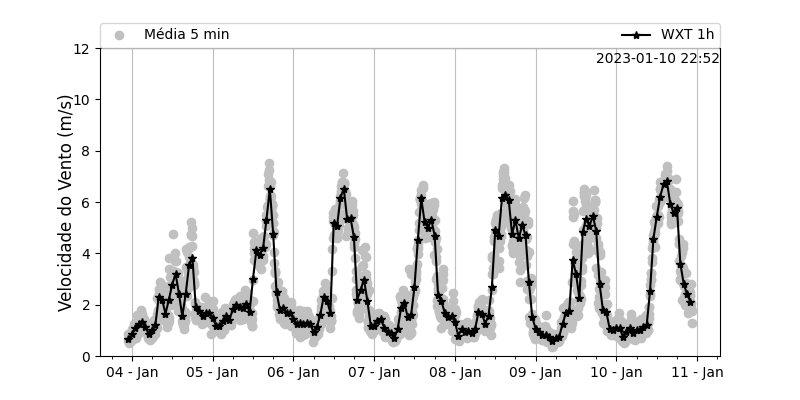 Média 5 min
WXT 1h
2023-01-10 22:52
Velocidade do Vento (m/s)
12
10
8
6
4
2
0
04 - Jan
05 - Jan
06 - Jan
07 - Jan
08 - Jan
09 - Jan
10 - Jan
11 - Jan